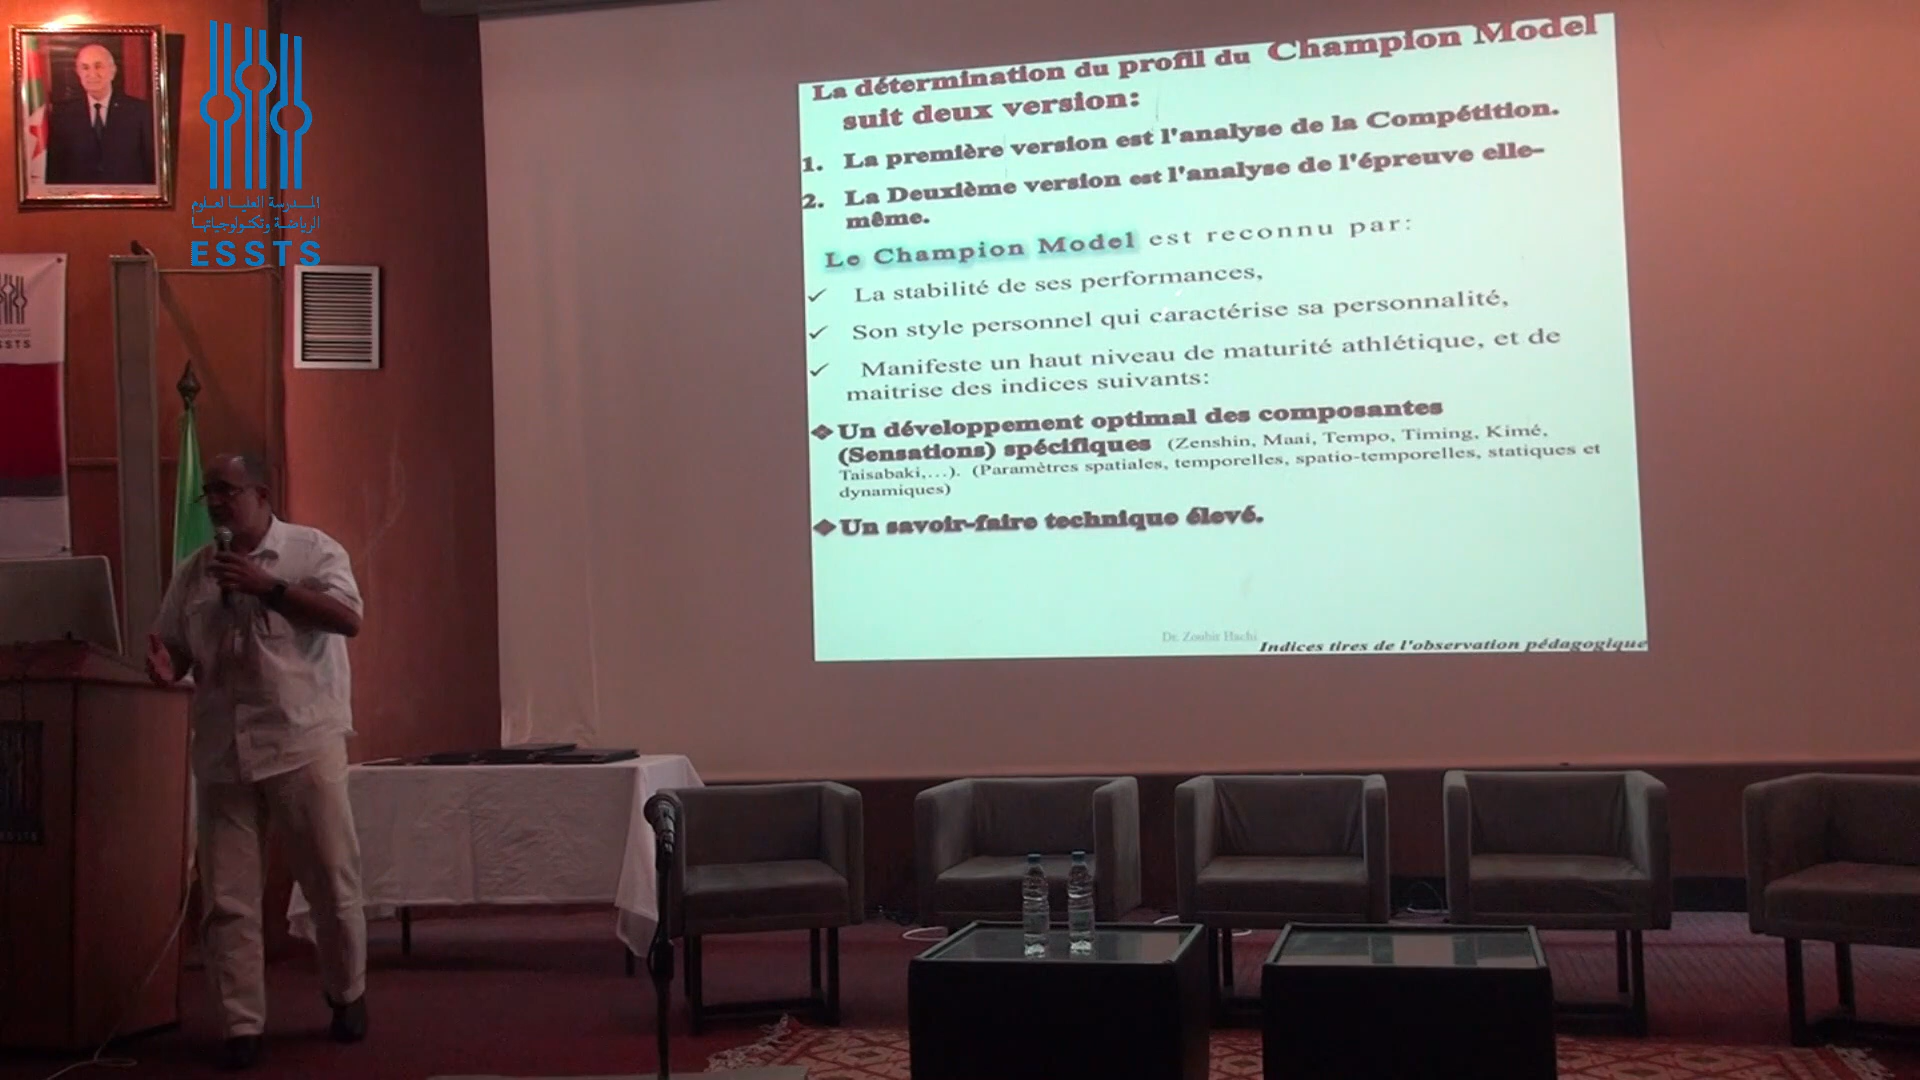 المدرسة العليا لعلوم
الرياضة وتكنولوجياتها
ESSTS
La détermination du profil du Champion Model
suit deux version:
1. La première version est l'analyse de la Compétition.
2. La Deuxième version est l'analyse de l'épreuve elle-
même.
Le Champion Model est reconnu par:
✓ La stabilité de ses performances,
✓ Son style personnel qui caractérise sa personnalité,
✓ Manifeste un haut niveau de maturité athlétique, et de
maitrise des indices suivants:
❖ Un développement optimal des composantes
(Sensations) spécifiques (Zenshin, Maai, Tempo, Timing, Kimé,
Taisabaki,...). (Paramètres spatiales, temporelles, spatio-temporelles, statiques et
dynamiques)
❖ Un savoir-faire technique élevé.
Dr. Zoubir Hachi
Indices tires de l'observation pédagogique